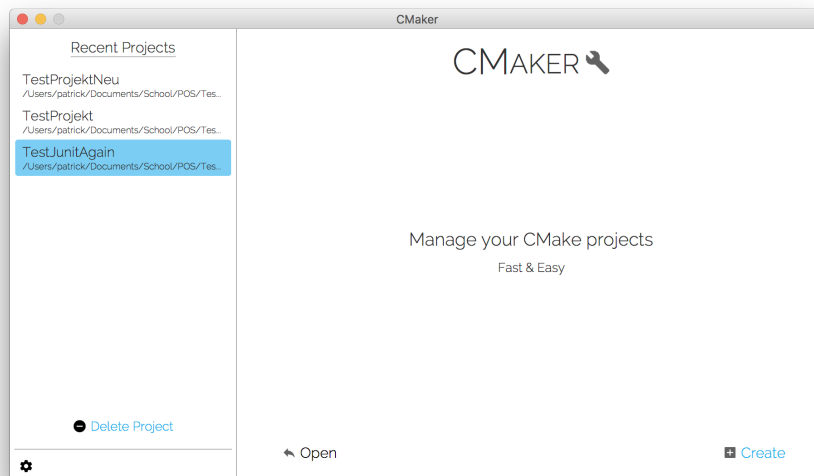 CMaker
Recent Projects
TestProjektNeu
/Users/patrick/Documents/School/POS/Tes...
TestProjekt
/Users/patrick/Documents/School/POS/Tes...
TestJunitAgain
/Users/patrick/Documents/School/POS/Tes...
Delete Project
CMAKER
Manage your CMake projects
Fast & Easy
Open
Create